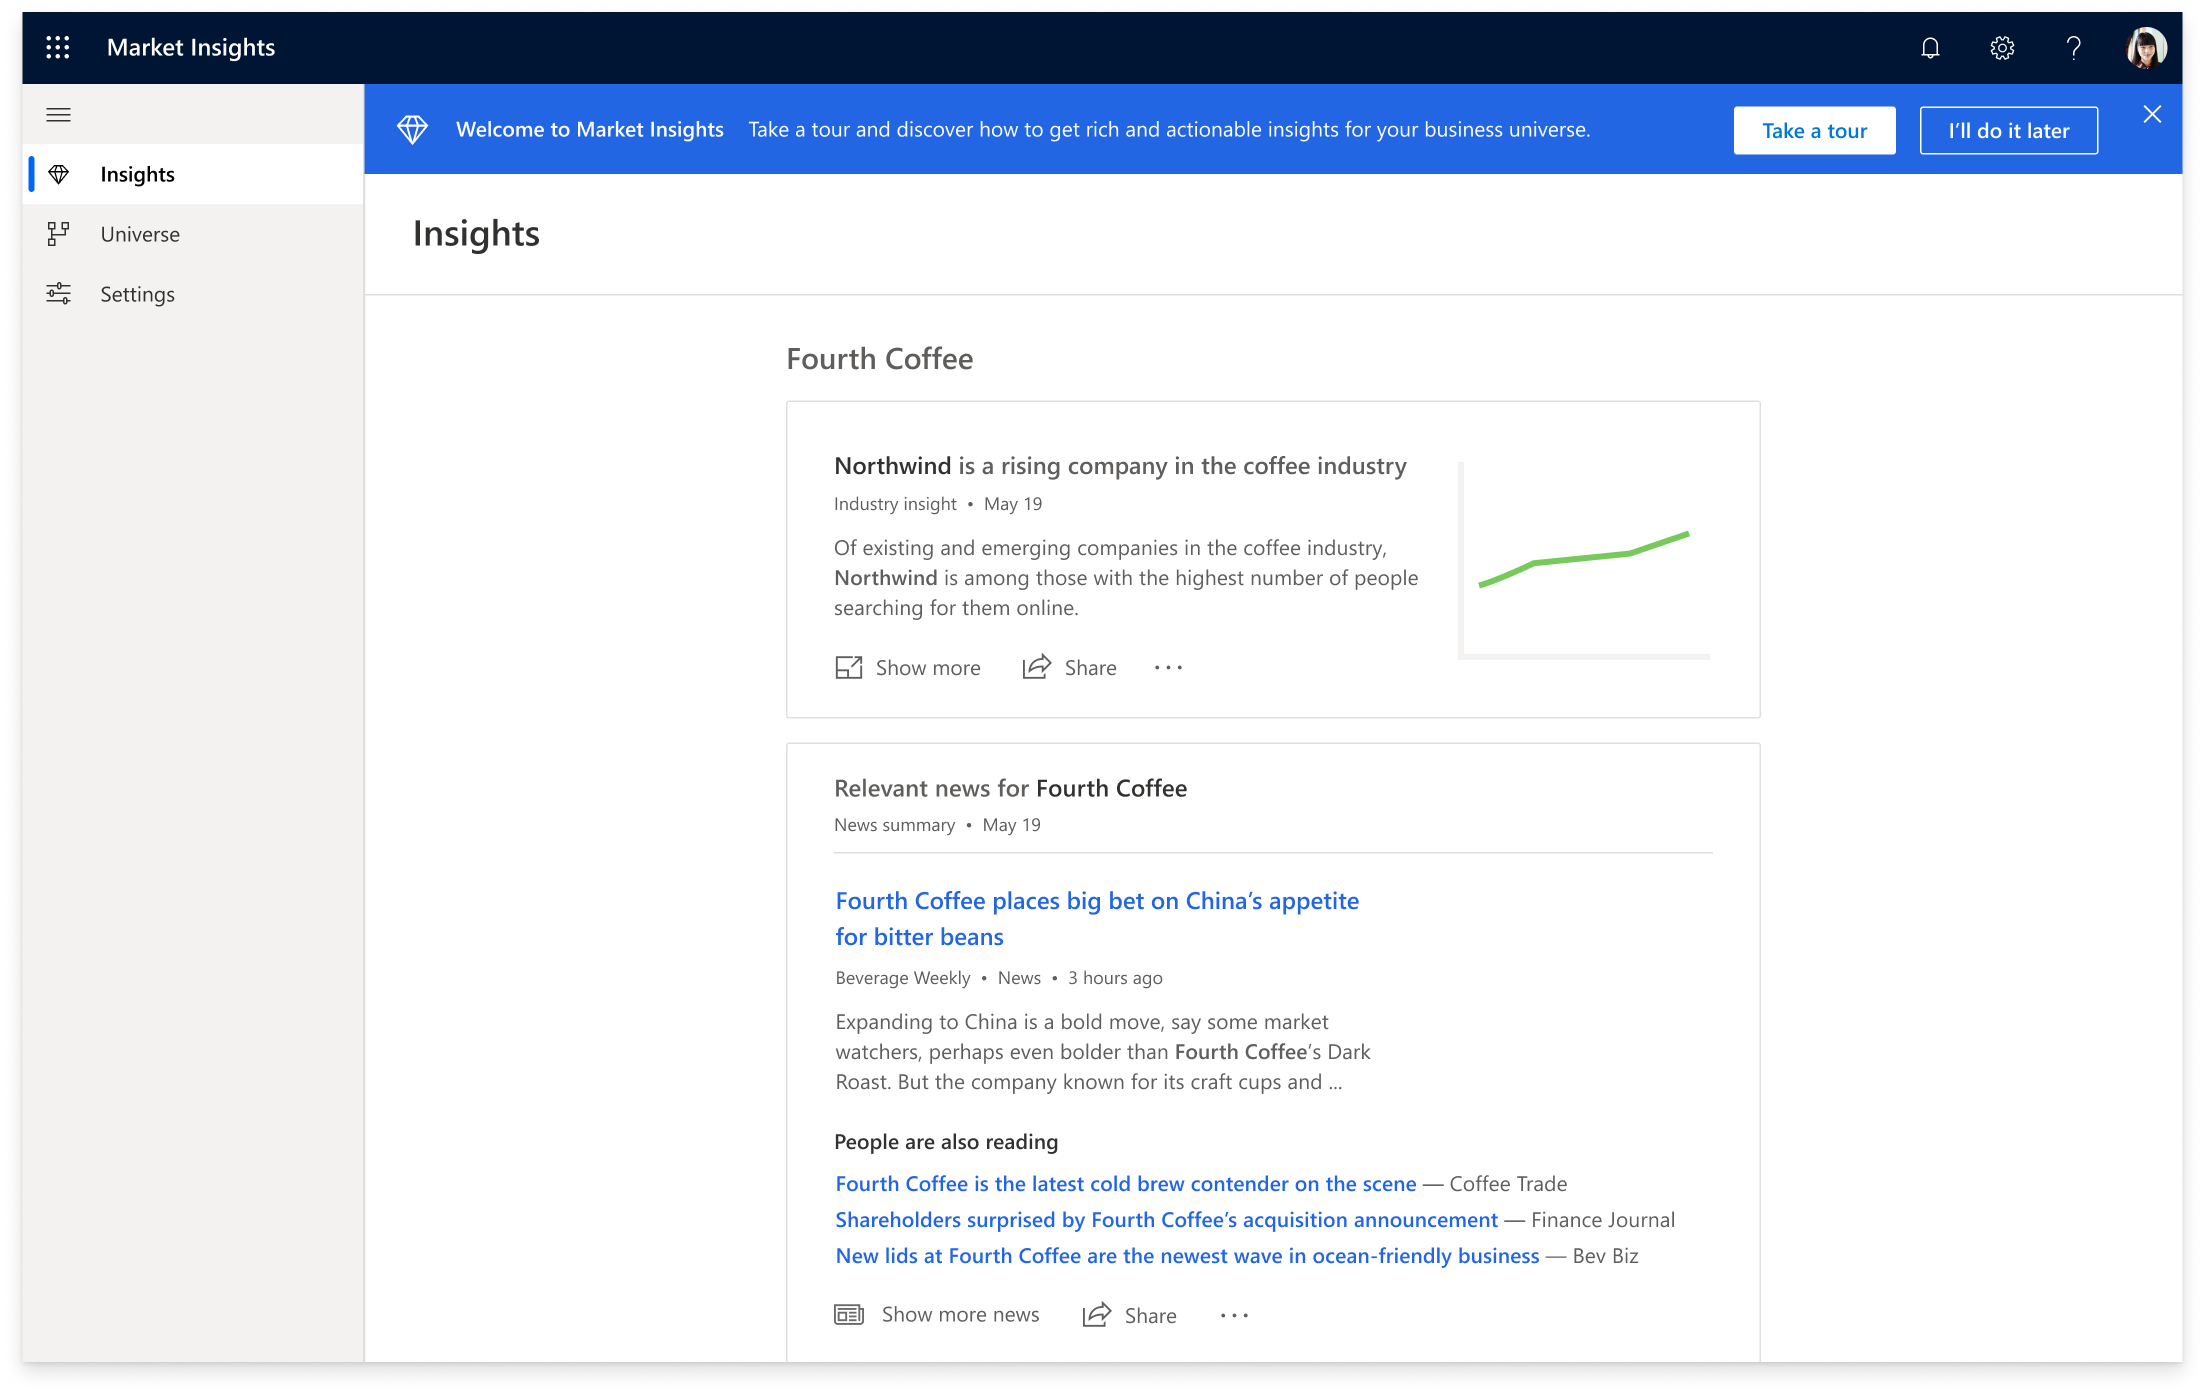 Market Insights
Welcome to Market Insights Take a tour and discover how to get rich and actionable insights for your business universe. Take a tour I’ll do it later
Insights
Universe
Settings
Insights
Fourth Coffee
Northwind is a rising company in the coffee industry
Industry insight • May 19
Of existing and emerging companies in the coffee industry,
Northwind is among those with the highest number of people
searching for them online.
Show more Share ···
Relevant news for Fourth Coffee
News summary • May 19
Fourth Coffee places big bet on China’s appetite
for bitter beans
Beverage Weekly • News • 3 hours ago
Expanding to China is a bold move, say some market
watchers, perhaps even bolder than Fourth Coffee’s Dark
Roast. But the company known for its craft cups and ...
People are also reading
Fourth Coffee is the latest cold brew contender on the scene — Coffee Trade
Shareholders surprised by Fourth Coffee’s acquisition announcement — Finance Journal
New lids at Fourth Coffee are the newest wave in ocean-friendly business — Bev Biz
Show more news Share ···